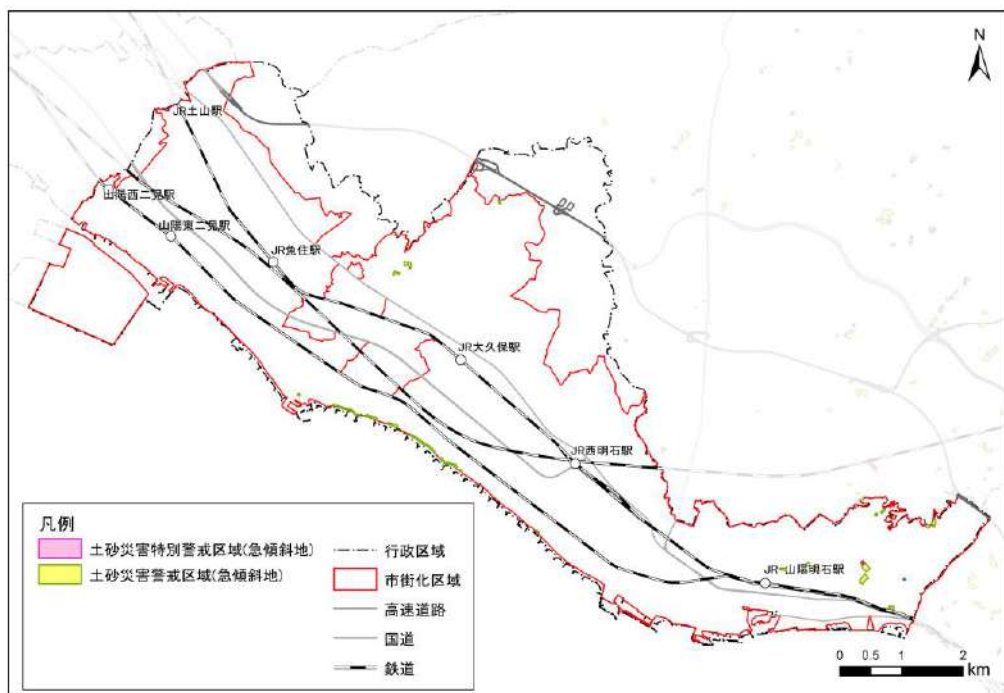 N
JR土山駅
山陽西二見駅
山陽東二見駅
JR魚住駅
JR大久保駅
JR西明石駅
JR・山陽明石駅
凡例
土砂災害特別警戒区域(急傾斜地)
土砂災害警戒区域(急傾斜地)
行政区域
市街化区域
高速道路
国道
鉄道
0 0.5 1 2
km